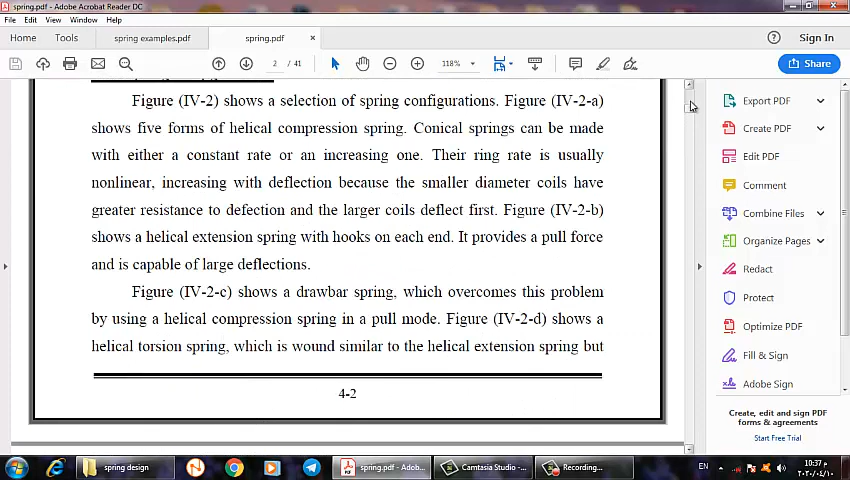 spring.pdf - Adobe Acrobat Reader DC
File Edit View Window Help
Home Tools spring examples.pdf spring.pdf × Sign In
2 / 41 118% Share
Figure (IV-2) shows a selection of spring configurations. Figure (IV-2-a)
shows five forms of helical compression spring. Conical springs can be made
with either a constant rate or an increasing one. Their ring rate is usually
nonlinear, increasing with deflection because the smaller diameter coils have
greater resistance to defection and the larger coils deflect first. Figure (IV-2-b)
shows a helical extension spring with hooks on each end. It provides a pull force
and is capable of large deflections.
Figure (IV-2-c) shows a drawbar spring, which overcomes this problem
by using a helical compression spring in a pull mode. Figure (IV-2-d) shows a
helical torsion spring, which is wound similar to the helical extension spring but
4-2
Export PDF
Create PDF
Edit PDF
Comment
Combine Files
Organize Pages
Redact
Protect
Optimize PDF
Fill & Sign
Adobe Sign
Create, edit and sign PDF
forms & agreements
Start Free Trial
spring design
spring.pdf - Adob...
Camtasia Studio -...
Recording...
EN
10:37 م
٢٠٢٠/٠٤/١٠